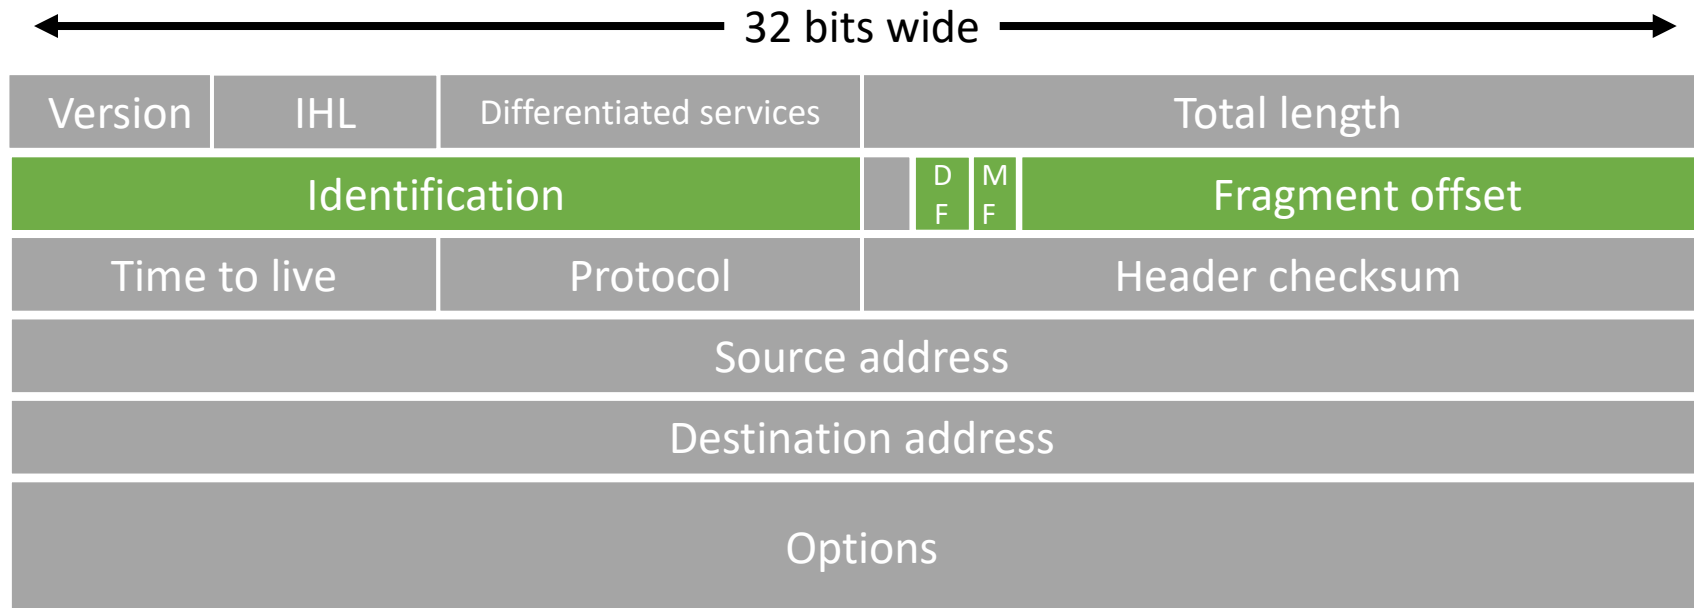 32 bits wide
Version IHL Differentiated services Total length
Identification D F M F Fragment offset
Time to live Protocol Header checksum
Source address
Destination address
Options